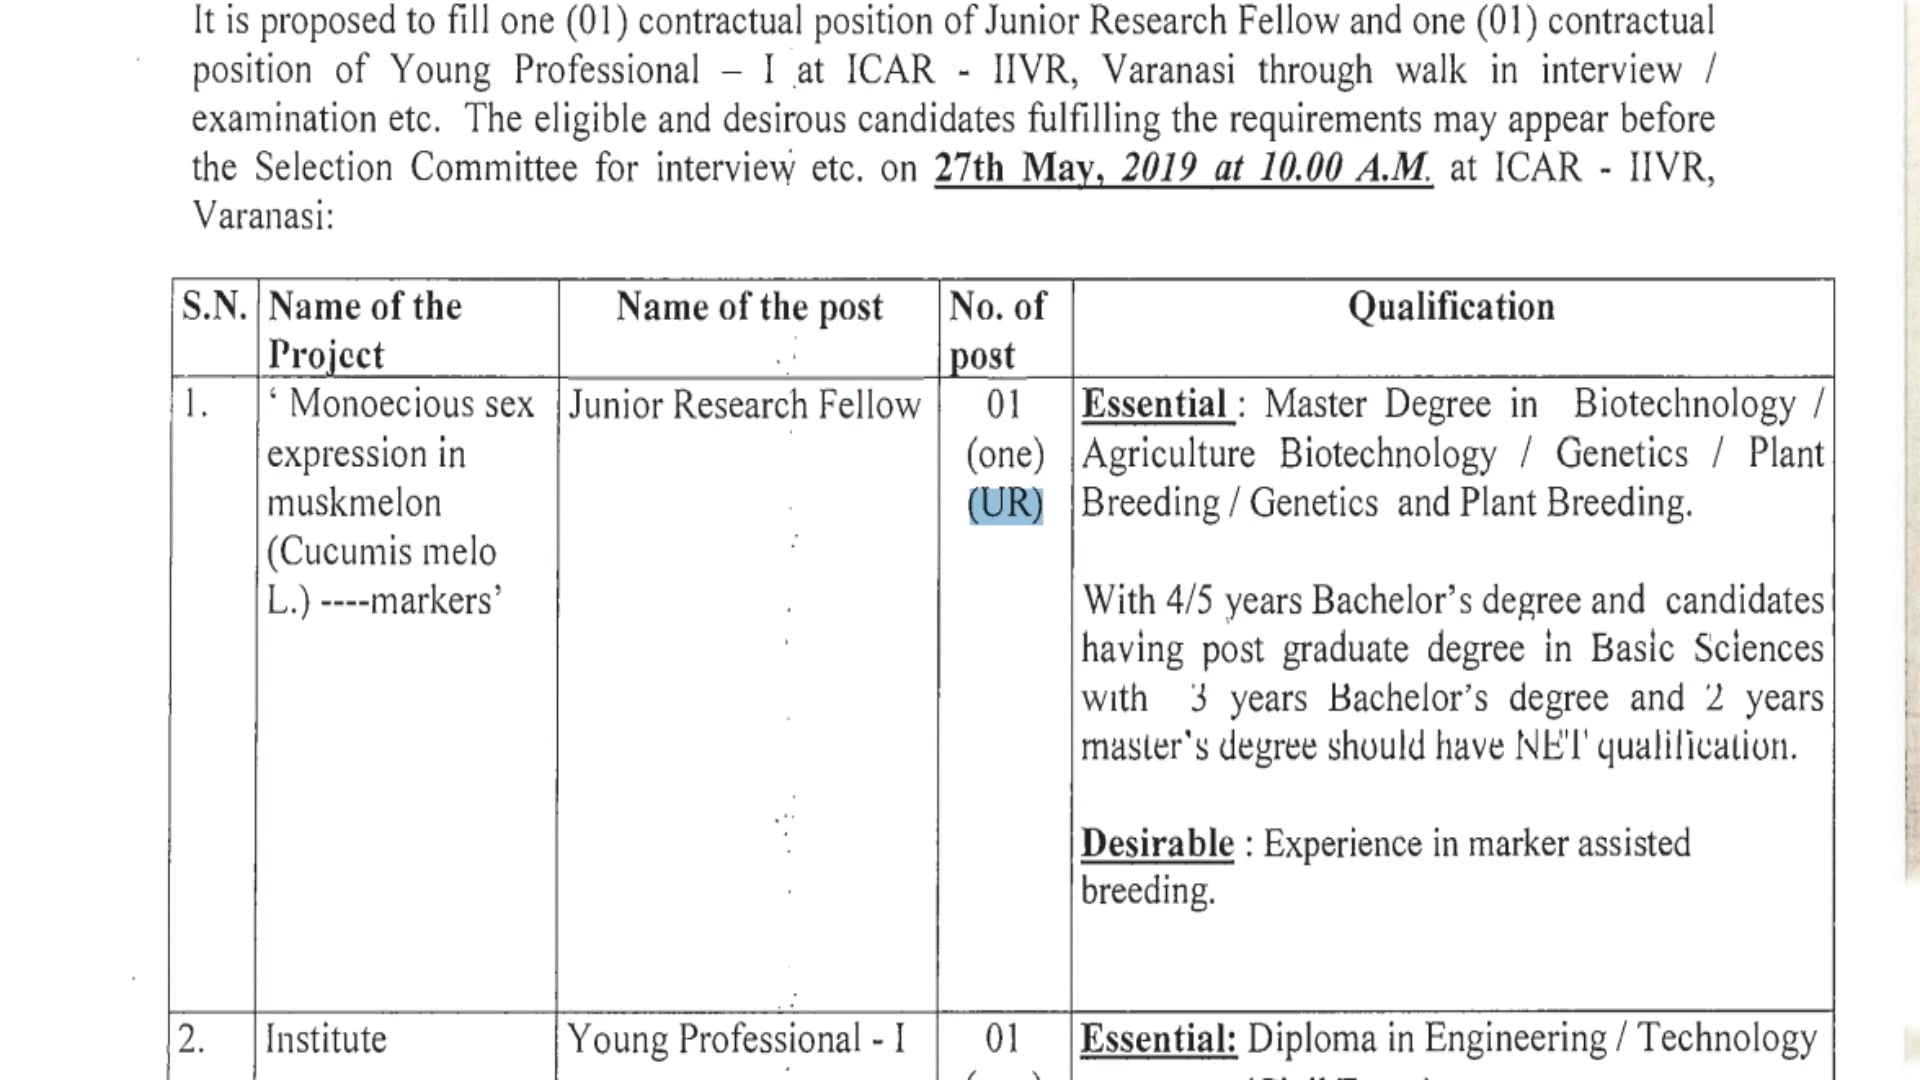 It is proposed to fill one (01) contractual position of Junior Research Fellow and one (01) contractual
position of Young Professional – I at ICAR - IIVR, Varanasi through walk in interview /
examination etc. The eligible and desirous candidates fulfilling the requirements may appear before
the Selection Committee for interview etc. on 27th May, 2019 at 10.00 A.M. at ICAR - IIVR,
Varanasi:
S.N.
Name of the
Project
Name of the post
No. of
post
Qualification
1.
‘ Monoecious sex
expression in
muskmelon
(Cucumis melo
L.) ----markers’
Junior Research Fellow
01
(one)
(UR)
Essential : Master Degree in Biotechnology /
Agriculture Biotechnology / Genetics / Plant
Breeding / Genetics and Plant Breeding.
With 4/5 years Bachelor’s degree and candidates
having post graduate degree in Basic Sciences
with 3 years Bachelor’s degree and 2 years
master's degree should have NET qualification.
Desirable : Experience in marker assisted
breeding.
2.
Institute
Young Professional - I
01
Essential: Diploma in Engineering / Technology